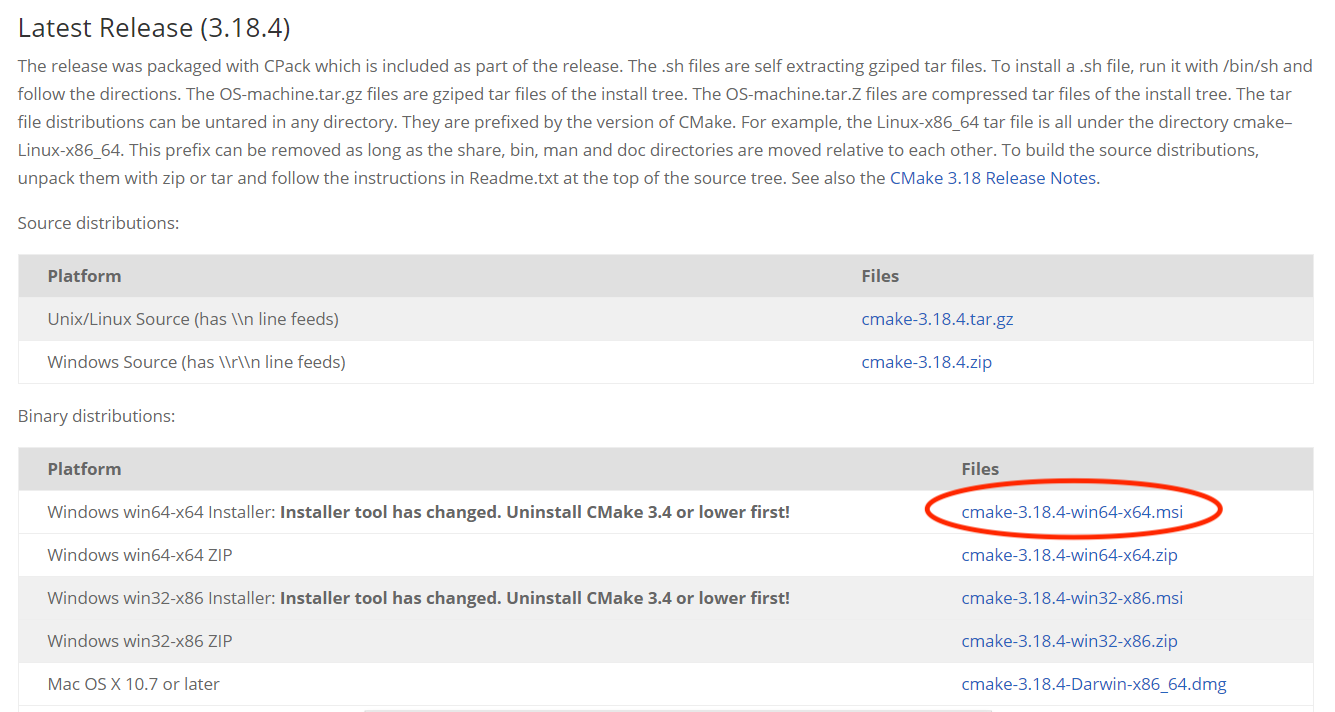 Latest Release (3.18.4)
The release was packaged with CPack which is included as part of the release. The .sh files are self extracting gziped tar files. To install a .sh file, run it with /bin/sh and
follow the directions. The OS-machine.tar.gz files are gziped tar files of the install tree. The OS-machine.tar.Z files are compressed tar files of the install tree. The tar
file distributions can be untared in any directory. They are prefixed by the version of CMake. For example, the Linux-x86_64 tar file is all under the directory cmake–
Linux-x86_64. This prefix can be removed as long as the share, bin, man and doc directories are moved relative to each other. To build the source distributions,
unpack them with zip or tar and follow the instructions in Readme.txt at the top of the source tree. See also the CMake 3.18 Release Notes.
Source distributions:
Platform Files
Unix/Linux Source (has \\n line feeds) cmake-3.18.4.tar.gz
Windows Source (has \\r\\n line feeds) cmake-3.18.4.zip
Binary distributions:
Platform Files
Windows win64-x64 Installer: Installer tool has changed. Uninstall CMake 3.4 or lower first! cmake-3.18.4-win64-x64.msi
Windows win64-x64 ZIP cmake-3.18.4-win64-x64.zip
Windows win32-x86 Installer: Installer tool has changed. Uninstall CMake 3.4 or lower first! cmake-3.18.4-win32-x86.msi
Windows win32-x86 ZIP cmake-3.18.4-win32-x86.zip
Mac OS X 10.7 or later cmake-3.18.4-Darwin-x86_64.dmg